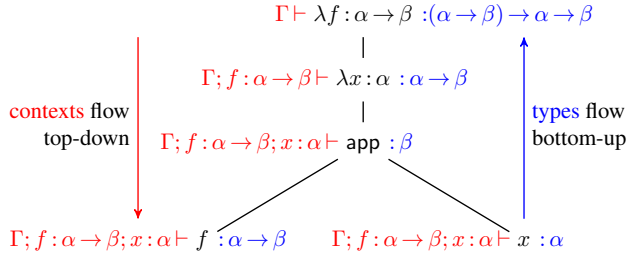 Γ ⊢ λf : α → β :(α → β) → α → β
Γ; f : α → β ⊢ λx : α : α → β
contexts flow
top-down
types flow
bottom-up
Γ; f : α → β; x : α ⊢ app : β
Γ; f : α → β; x : α ⊢ f : α → β
Γ; f : α → β; x : α ⊢ x : α